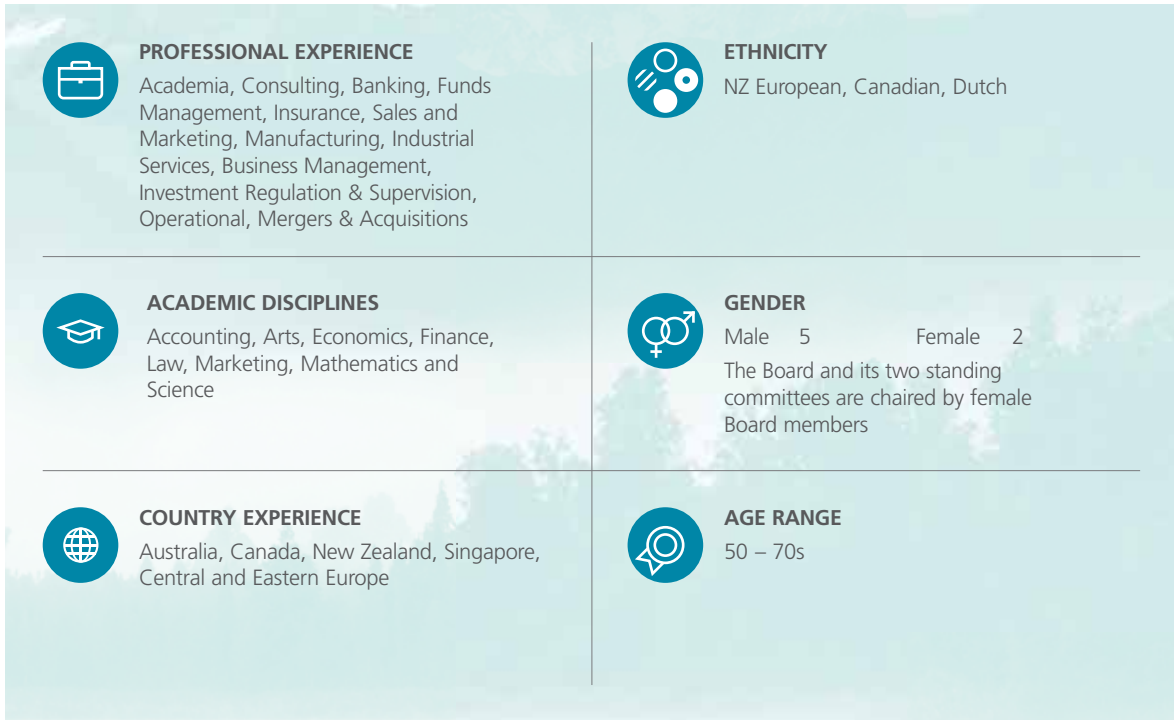 PROFESSIONAL EXPERIENCE
Academia, Consulting, Banking, Funds
Management, Insurance, Sales and
Marketing, Manufacturing, Industrial
Services, Business Management,
Investment Regulation & Supervision,
Operational, Mergers & Acquisitions
ETHNICITY
NZ European, Canadian, Dutch
ACADEMIC DISCIPLINES
Accounting, Arts, Economics, Finance,
Law, Marketing, Mathematics and
Science
GENDER
Male 5 Female 2
The Board and its two standing
committees are chaired by female
Board members
COUNTRY EXPERIENCE
Australia, Canada, New Zealand, Singapore,
Central and Eastern Europe
AGE RANGE
50 – 70s